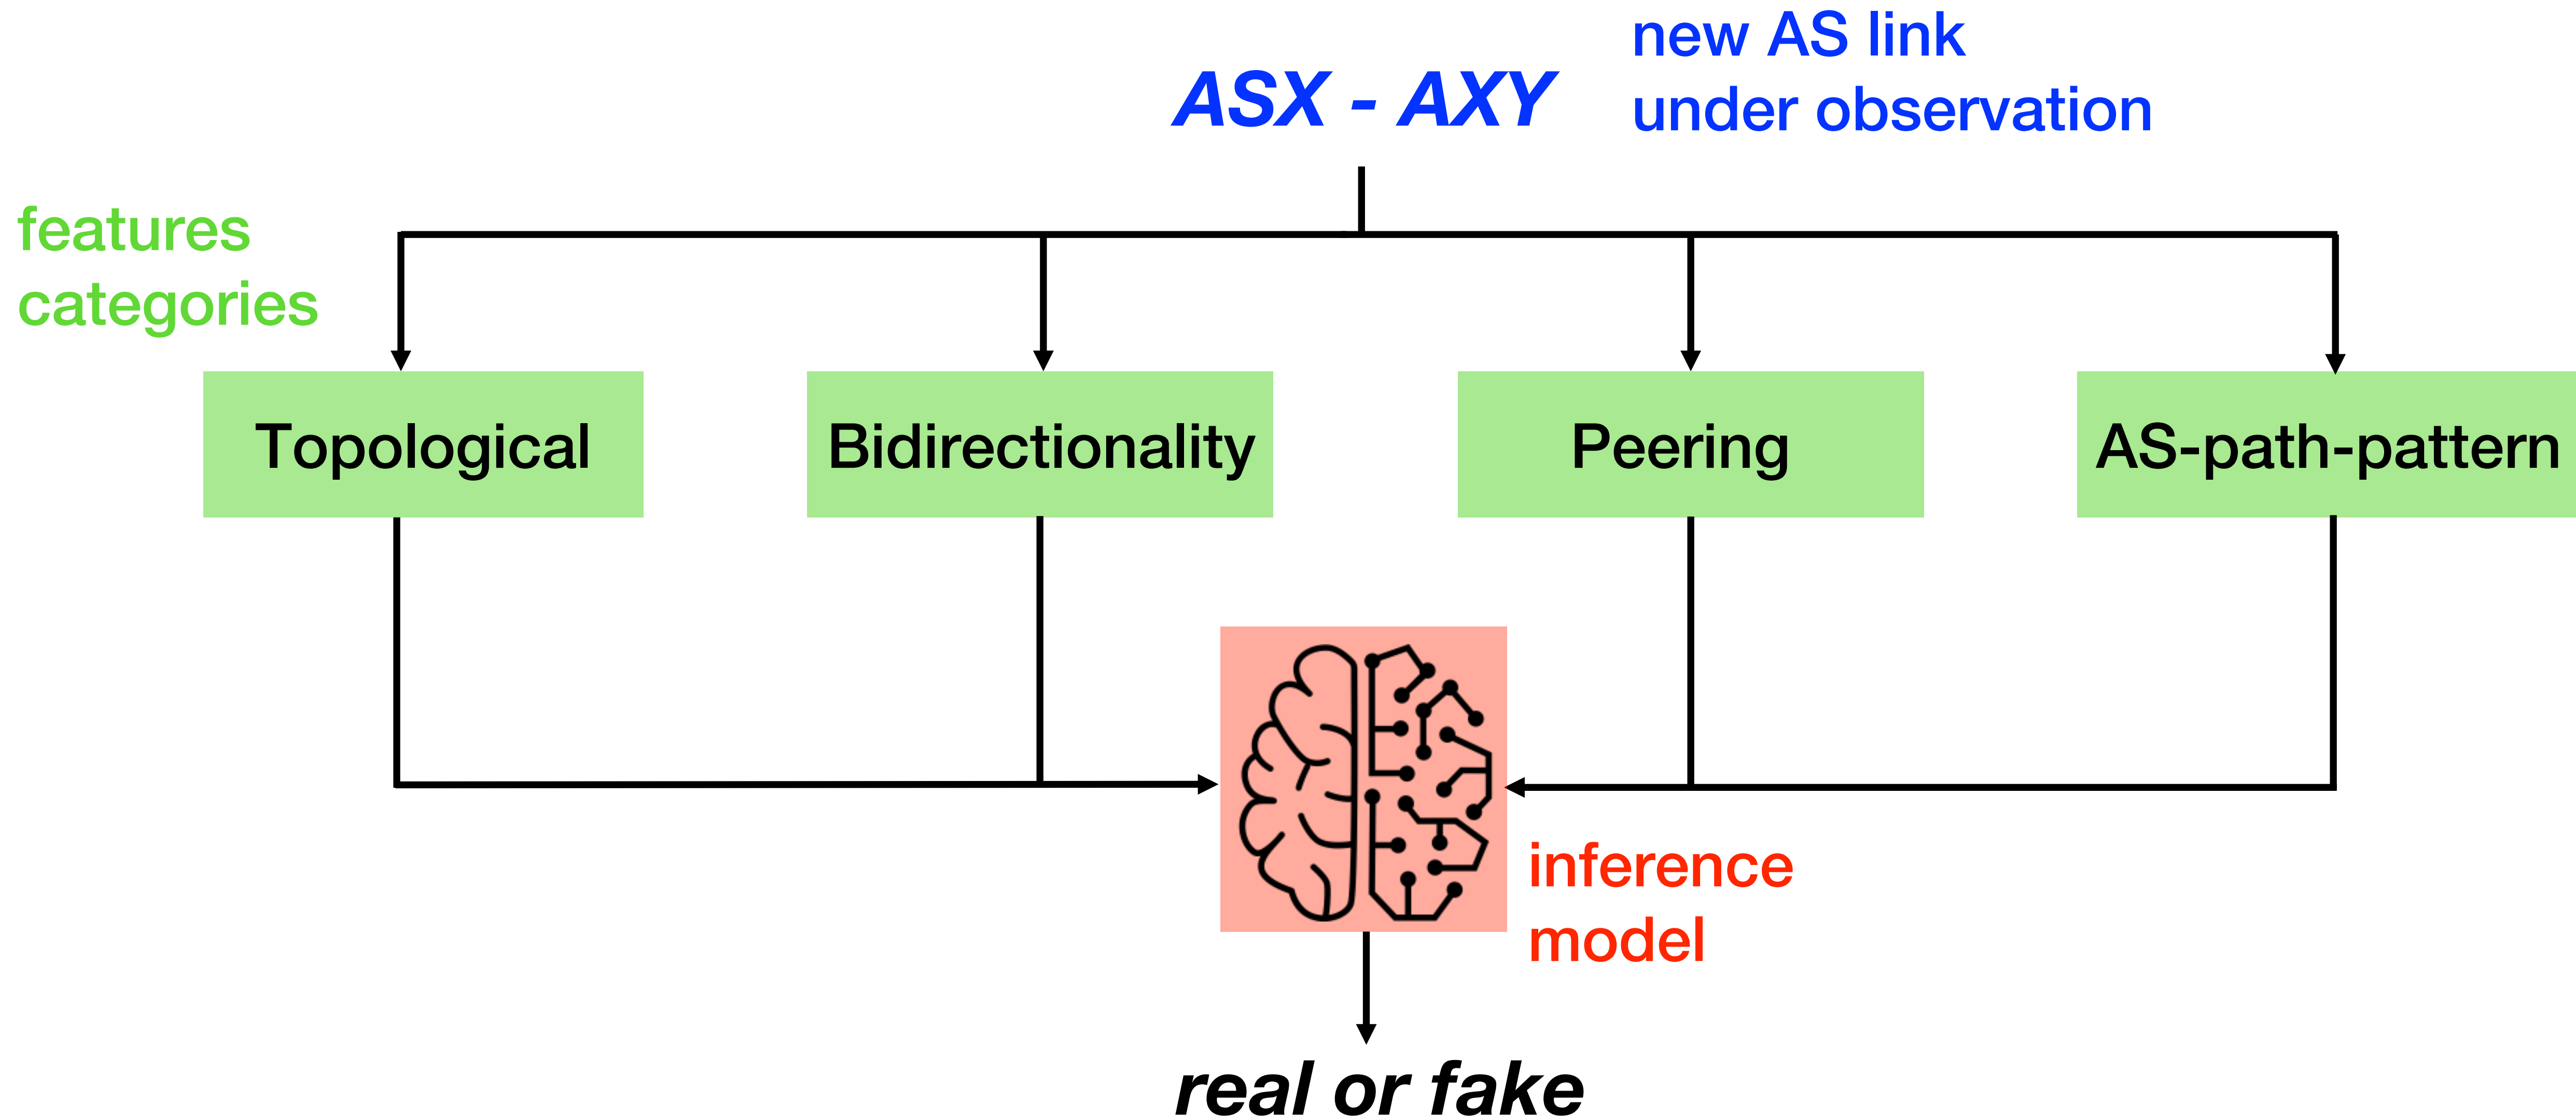 new AS link
under observation
ASX - AXY
features
categories
Topological
Bidirectionality
Peering
AS-path-pattern
inference
model
real or fake